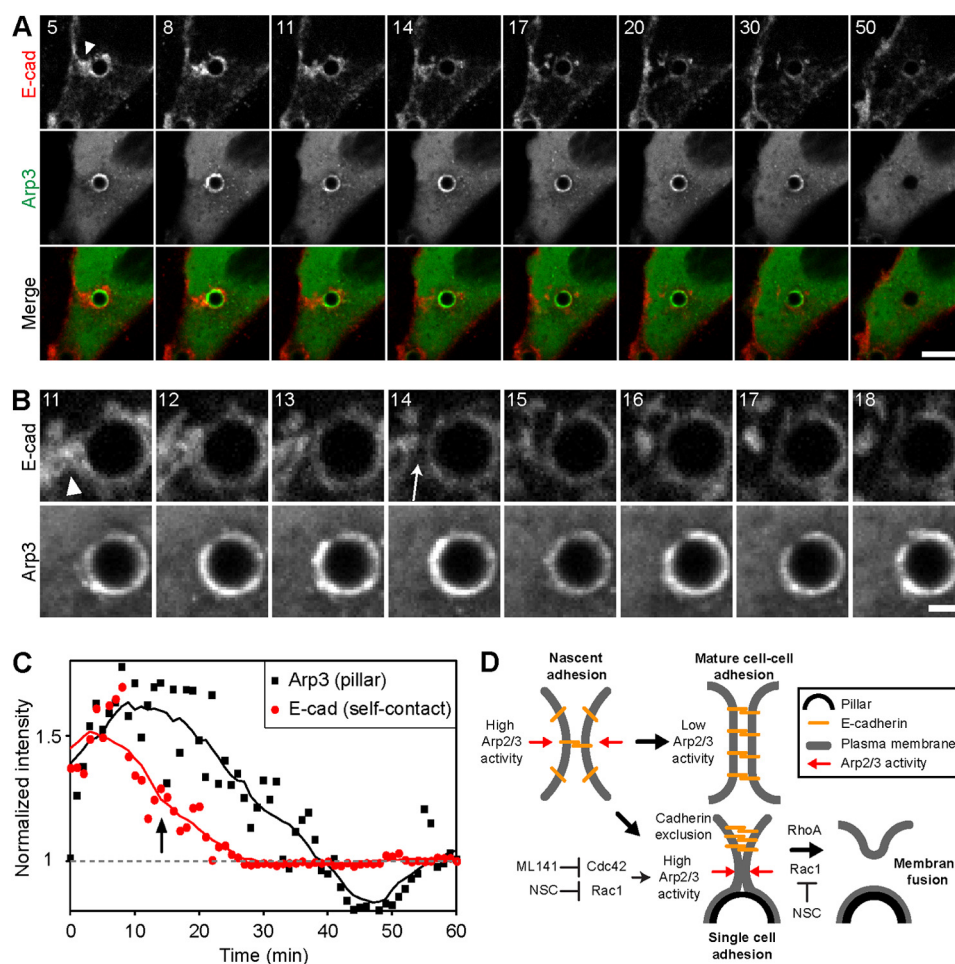 A
5 8 11 14 17 20 30 50
E-cad
Arp3
Merge
B
11 12 13 14 15 16 17 18
E-cad
Arp3
C
Arp3 (pillar)
E-cad (self-contact)
Normalized intensity
1.5
1
0 10 20 30 40 50 60
Time (min)
D
Nascent
adhesion
Mature cell-cell
adhesion
High
Arp2/3
activity
Low
Arp2/3
activity
Pillar
E-cadherin
Plasma membrane
Arp2/3 activity
Cadherin
exclusion
RhoA
ML141
Cdc42
High
Arp2/3
activity
Rac1
Membran
fusion
NSC
Rac1
NSC
Single cell
adhesion